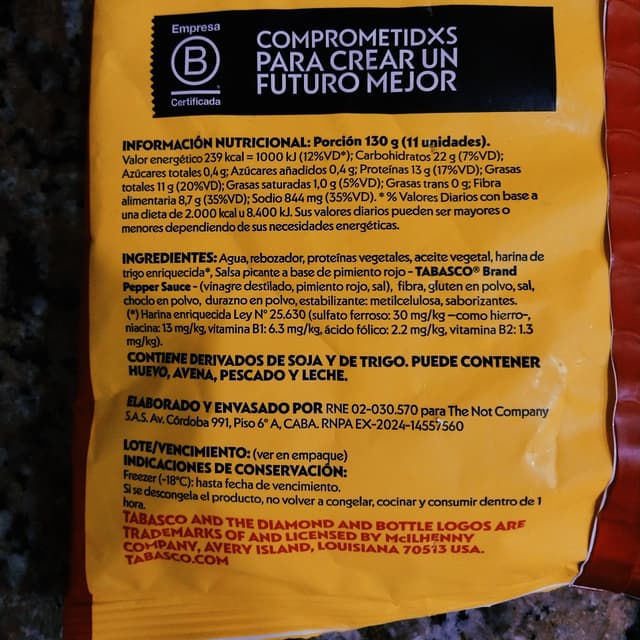 Empresa
B
Certificada
COMPROMETIDXS
PARA CREAR UN
FUTURO MEJOR
INFORMACIÓN NUTRICIONAL: Porción 130 g (11 unidades).
Valor energético 239 kcal = 1000 kJ (12%VD*); Carbohidratos 22 g (7%VD);
Azúcares totales 0,4 g; Azúcares añadidos 0,4 g; Proteínas 13 g (17%VD); Grasas
totales 11 g (20%VD); Grasas saturadas 1,0 g (5%VD); Grasas trans 0 g; Fibra
alimentaria 8,7 g (35%VD); Sodio 844 mg (35%VD). * % Valores Diarios con base a
una dieta de 2.000 kcal u 8.400 kJ. Sus valores diarios pueden ser mayores o
menores dependiendo de sus necesidades energéticas.
INGREDIENTES: Agua, rebozador, proteínas vegetales, aceite vegetal, harina de
trigo enriquecida*, Salsa picante a base de pimiento rojo - TABASCO® Brand
Pepper Sauce - (vinagre destilado, pimiento rojo, sal), fibra, gluten en polvo, sal,
choclo en polvo, durazno en polvo, estabilizante: metilcelulosa, saborizantes.
(*) Harina enriquecida Ley N° 25.630 (sulfato ferroso: 30 mg/kg —como hierro-,
niacina: 13 mg/kg, vitamina B1: 6.3 mg/kg, ácido fólico: 2.2 mg/kg, vitamina B2: 1.3
mg/kg).
CONTIENE DERIVADOS DE SOJA Y DE TRIGO. PUEDE CONTENER
HUEVO, AVENA, PESCADO Y LECHE.
ELABORADO Y ENVASADO POR RNE 02-030.570 para The Not Company
S.A.S. Av. Córdoba 991, Piso 6° A, CABA. RNPA EX-2024-14557560
LOTE/VENCIMIENTO: (ver en empaque)
INDICACIONES DE CONSERVACIÓN:
Freezer (-18°C): hasta fecha de vencimiento.
Si se descongela el producto, no volver a congelar, cocinar y consumir dentro de 1
hora.
TABASCO AND THE DIAMOND AND BOTTLE LOGOS ARE
TRADEMARKS OF AND LICENSED BY McILHENNY
COMPANY, AVERY ISLAND, LOUISIANA 70513 USA.
TABASCO.COM